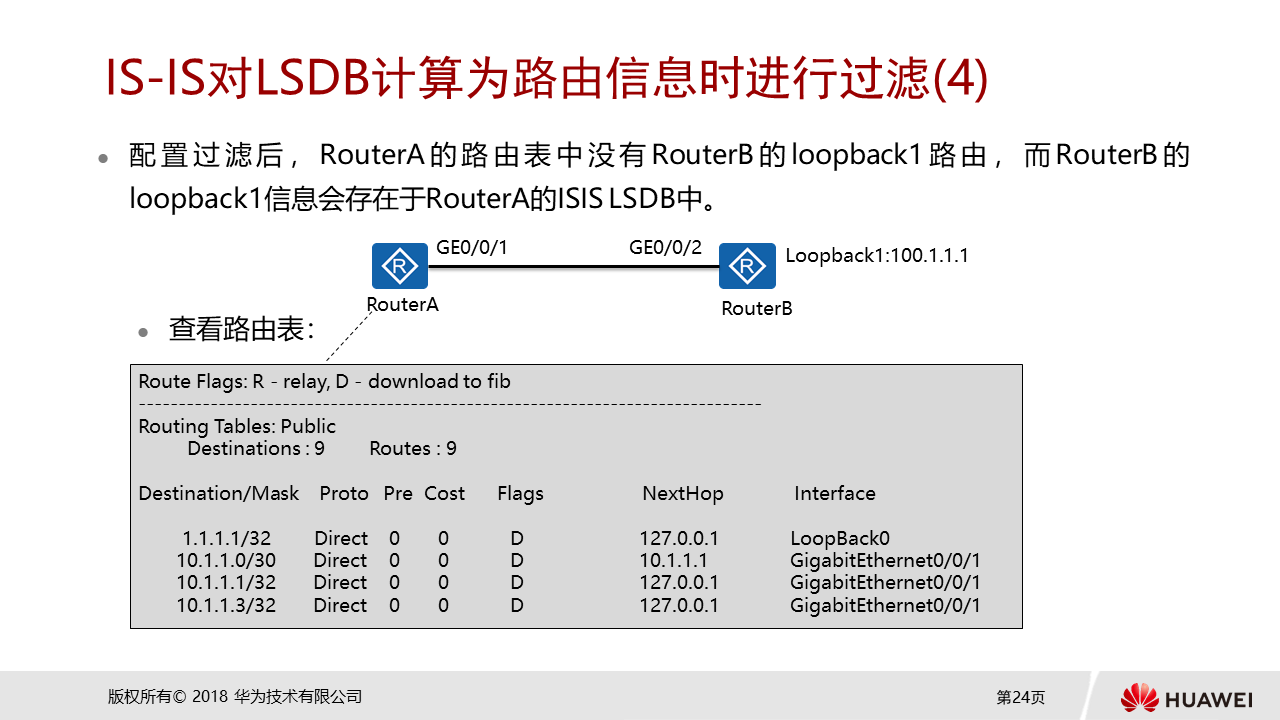 IS-IS对LSDB计算为路由信息时进行过滤(4)
● 配置过滤后，RouterA的路由表中没有RouterB的loopback1路由，而RouterB的
loopback1信息会存在于RouterA的ISIS LSDB中。
GE0/0/1 GE0/0/2 Loopback1:100.1.1.1
R R
RouterA RouterB
● 查看路由表：
Route Flags: R - relay, D - download to fib
------------------------------------------------------------------------------
Routing Tables: Public
Destinations : 9 Routes : 9
Destination/Mask Proto Pre Cost Flags NextHop Interface
1.1.1.1/32 Direct 0 0 D 127.0.0.1 LoopBack0
10.1.1.0/30 Direct 0 0 D 10.1.1.1 GigabitEthernet0/0/1
10.1.1.1/32 Direct 0 0 D 127.0.0.1 GigabitEthernet0/0/1
10.1.1.3/32 Direct 0 0 D 127.0.0.1 GigabitEthernet0/0/1
版权所有© 2018 华为技术有限公司 第24页 HUAWEI